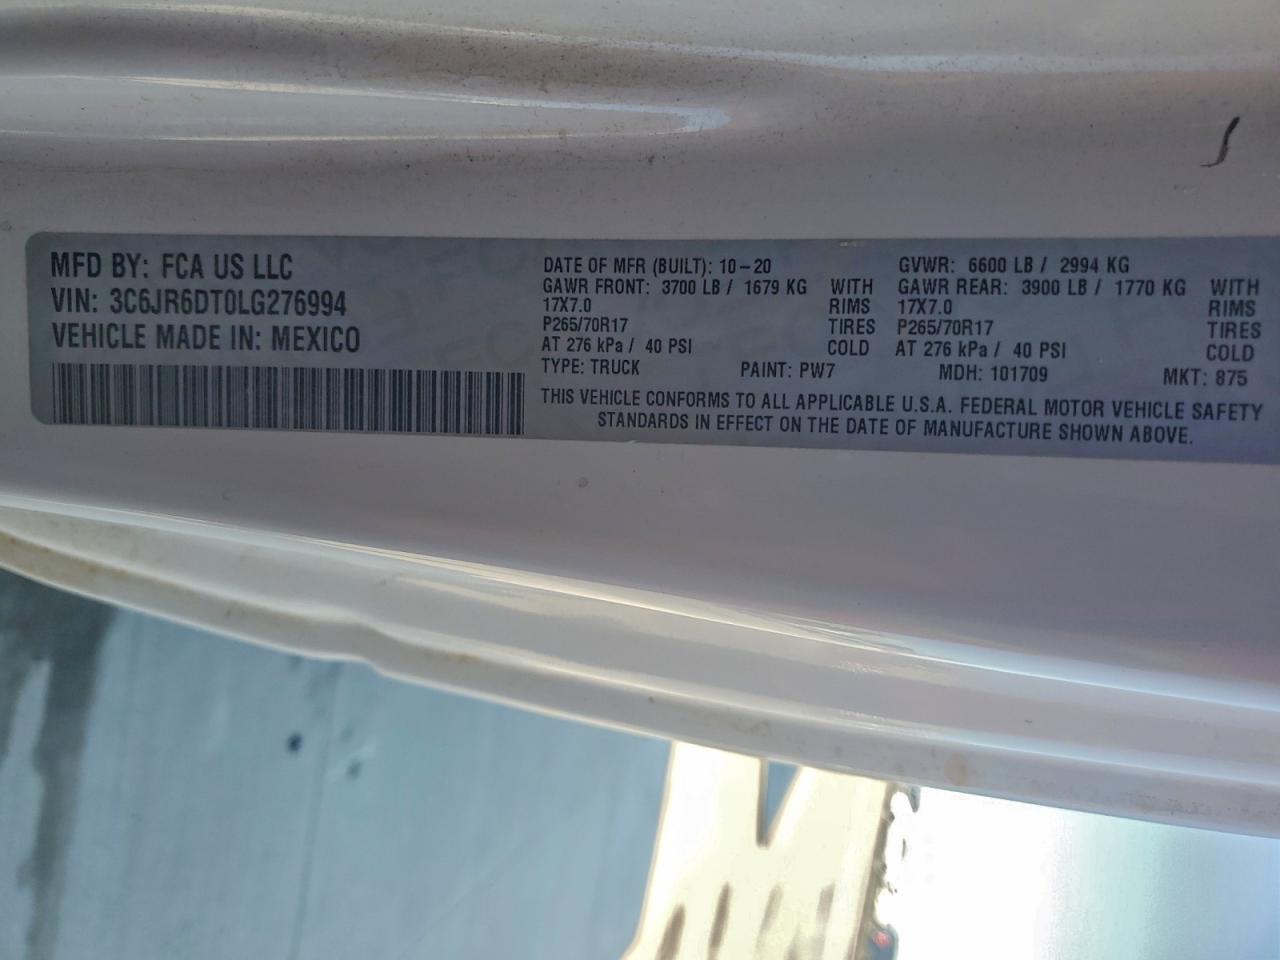 MFD BY: FCA US LLC
VIN: 3C6JR6DT0LG276994
VEHICLE MADE IN: MEXICO
DATE OF MFR (BUILT): 10-20 GVWR: 6600 LB / 2994 KG
GAWR FRONT: 3700 LB / 1679 KG WITH GAWR REAR: 3900 LB / 1770 KG WITH
17X7.0 RIMS 17X7.0 RIMS
P265/70R17 TIRES P265/70R17 TIRES
AT 276 kPa / 40 PSI COLD AT 276 kPa / 40 PSI COLD
TYPE: TRUCK PAINT: PW7 MDH: 101709 MKT: 875
THIS VEHICLE CONFORMS TO ALL APPLICABLE U.S.A. FEDERAL MOTOR VEHICLE SAFETY
STANDARDS IN EFFECT ON THE DATE OF MANUFACTURE SHOWN ABOVE.